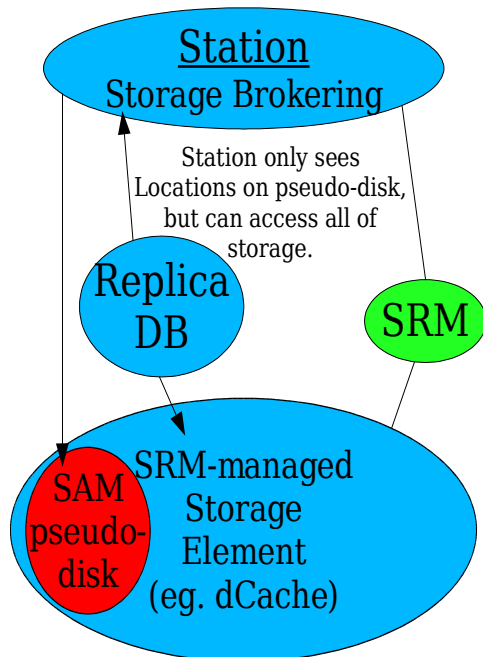 Station
Storage Brokering
Station only sees
Locations on pseudo-disk,
but can access all of
storage.
Replica
DB
SRM
SRM-managed
Storage
Element
(eg. dCache)
SAM
pseudo-
disk